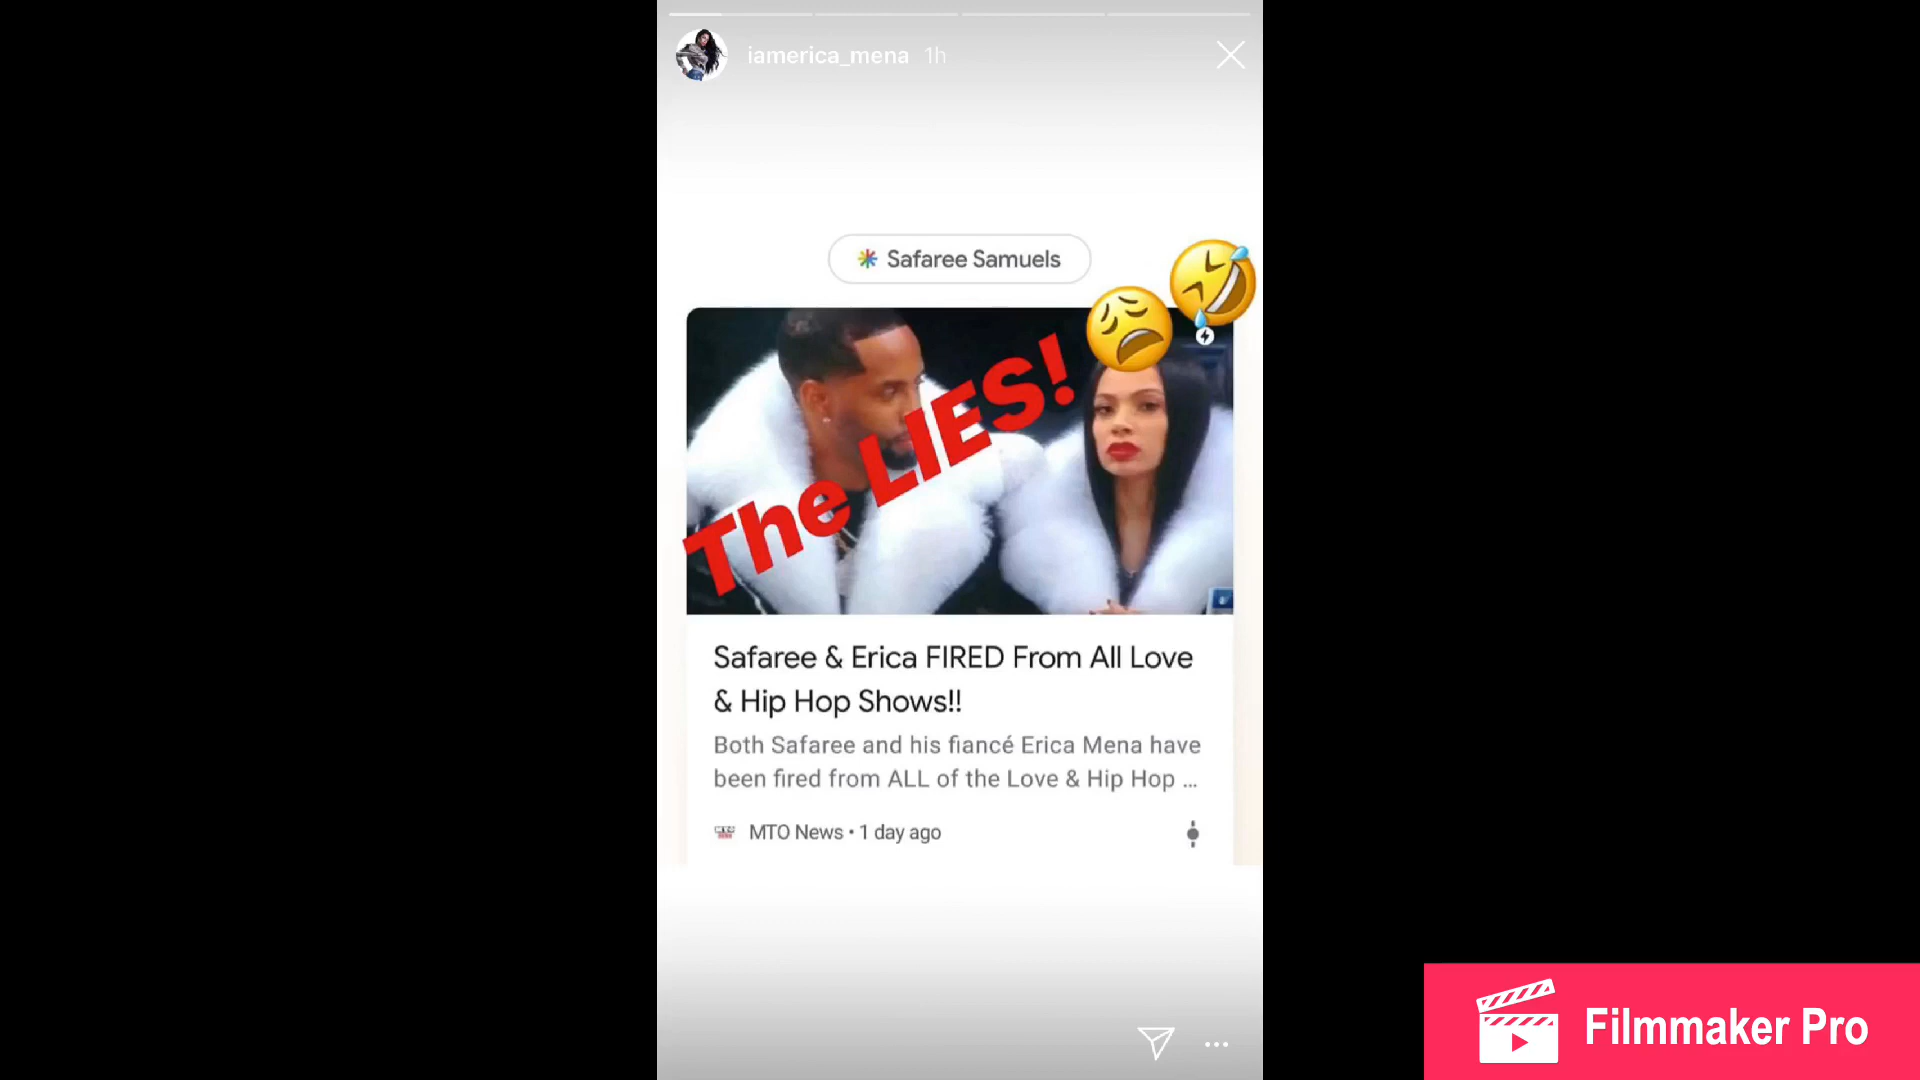 iamerica_mena 1h
Safaree Samuels
The LIES!
Safaree & Erica FIRED From All Love
& Hip Hop Shows!!
Both Safaree and his fiancé Erica Mena have
been fired from ALL of the Love & Hip Hop ...
MTO News • 1 day ago
Filmmaker Pro